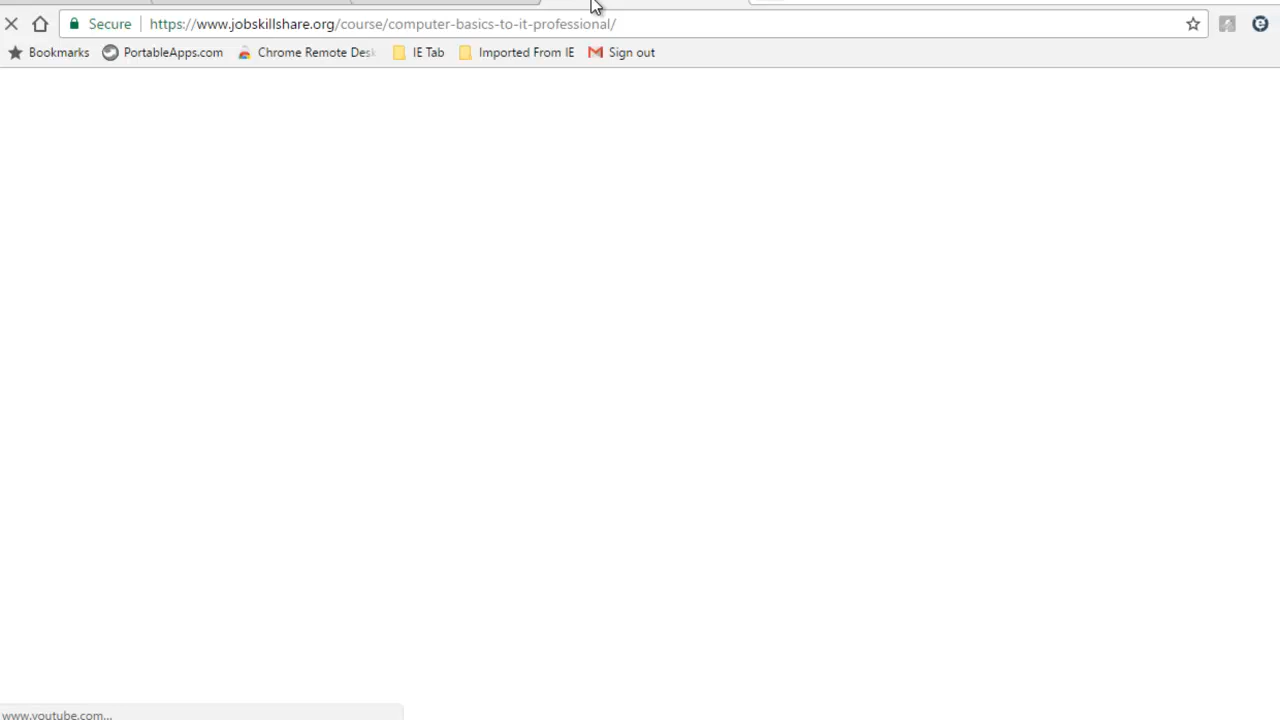 Secure https://www.jobskillshare.org/course/computer-basics-to-it-professional/
Bookmarks PortableApps.com Chrome Remote Desk IE Tab Imported From IE Sign out
www.youtube.com...